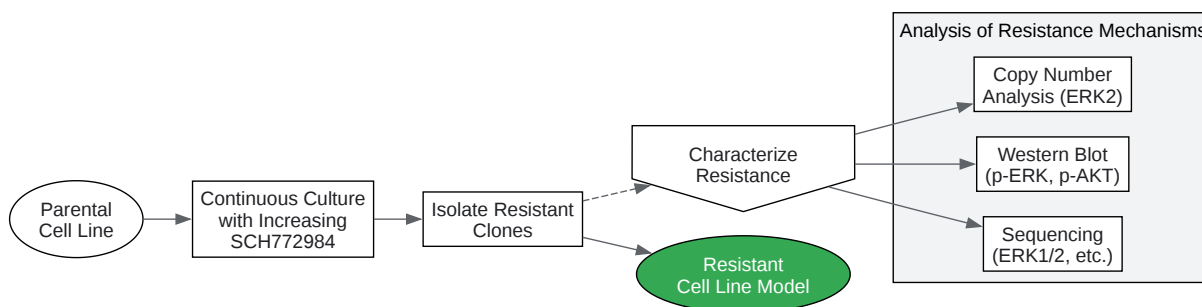 Analysis of Resistance Mechanisms
Copy Number
Analysis (ERK2)
Characterize
Resistance
Western Blot
(p-ERK, p-AKT)
Parental
Cell Line
Continuous Culture
with Increasing
SCH772984
Isolate Resistant
Clones
Sequencing
(ERK1/2, etc.)
Resistant
Cell Line Model